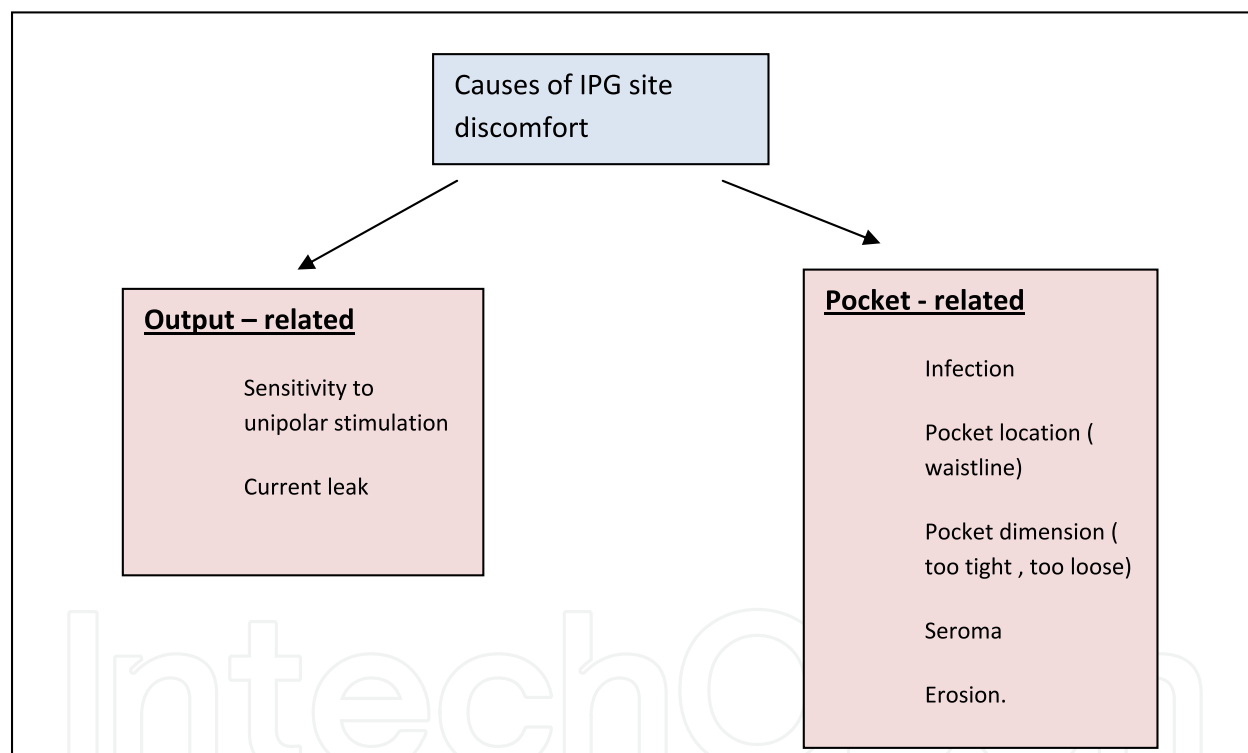 Causes of IPG site
discomfort
Output – related
Sensitivity to
unipolar stimulation
Current leak
Pocket - related
Infection
Pocket location (
waistline)
Pocket dimension (
too tight , too loose)
Seroma
Erosion.